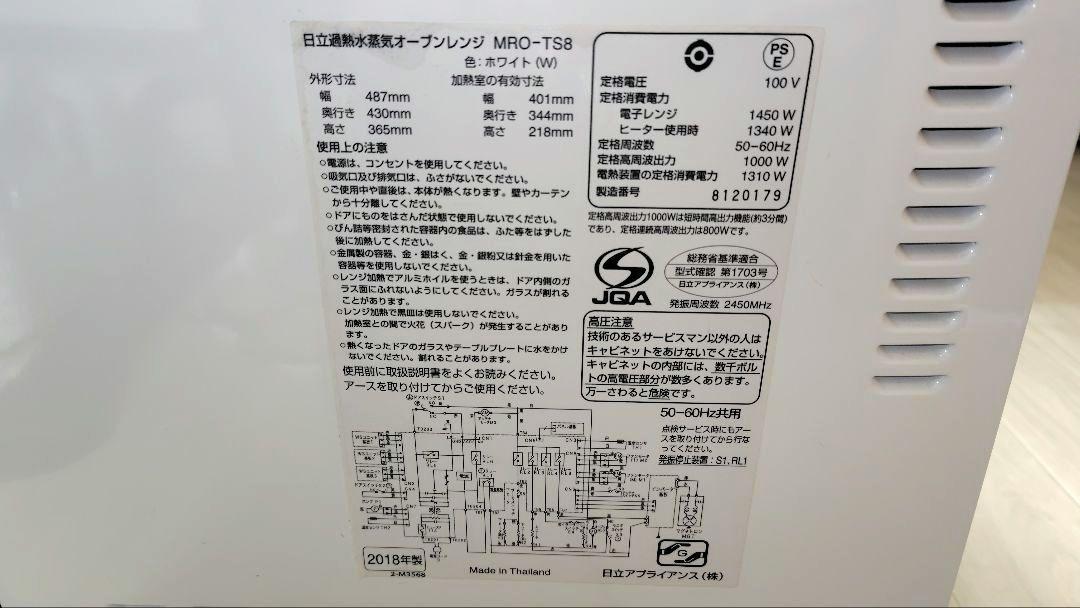 日立過熱水蒸気オーブンレンジ MRO-TS8
色:ホワイト(W)
外形寸法
幅 487mm
奥行き 430mm
高さ 365mm
加熱室の有効寸法
幅 401mm
奥行き 344mm
高さ 218mm
使用上の注意
○電源は、コンセントを使用してください。
○吸気口及び排気口は、ふさがないでください。
○ご使用中や直後は、本体が熱くなります。壁やカーテン
から十分離してください。
○ドアにものをはさんだ状態で使用しないでください。
○びん詰等密封された容器内の食品は、ふた等をはずした
後に加熱してください。
○金属製の容器、金・銀はく、金・銀粉又は針金を用いた
容器等を使用しないでください。
○レンジ加熱でアルミホイルを使うときは、ドア内側のガ
ラス面にふれないようにしてください。ガラスが割れる
ことがあります。
○レンジ加熱で黒皿は使用しないでください。
加熱室との間で火花(スパーク)が発生することがあり
ます。
○熱くなったドアのガラスやテーブルプレートに水をかけ
ないでください。割れることがあります。
使用前に取扱説明書をよくお読みください。
アースを取り付けてからご使用ください。
PS
E
定格電圧 100 V
定格消費電力
電子レンジ 1450 W
ヒーター使用時 1340 W
定格周波数 50-60Hz
定格高周波出力 1000 W
電熱装置の定格消費電力 1310 W
製造番号 8120179
定格高周波出力1000Wは短時間高出力機能(約3分間)
であり、定格連続高周波出力は800Wです。
JQA
総務省基準適合
型式確認 第1703号
日立アプライアンス(株)
発振周波数 2450MHz
高圧注意
技術のあるサービスマン以外の人は
キャビネットをあけないでください。
キャビネットの内部には、数千ボル
トの高電圧部分が数多くあります。
万一さわると危険です。
50-60Hz共用
点検サービス時にもアー
スを取り付けてから行な
ってください。
発振停止装置:S1,RL1
G
2018年製
2-M3568
Made in Thailand
日立アプライアンス(株)